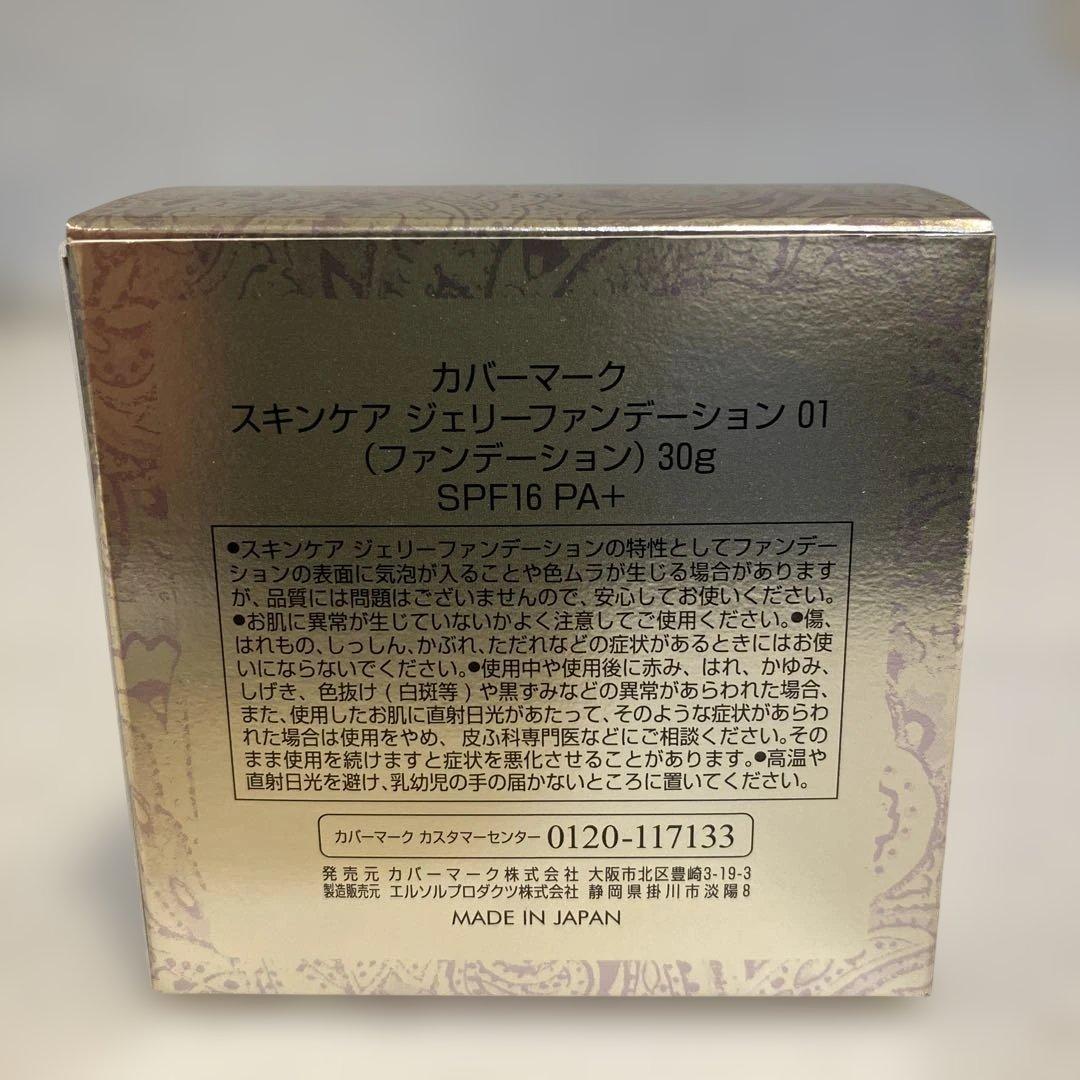 カバーマーク
スキンケア ジェリーファンデーション 01
(ファンデーション) 30g
SPF16 PA+
●スキンケア ジェリーファンデーションの特性としてファンデー
ションの表面に気泡が入ることや色ムラが生じる場合があります
が、品質には問題はございませんので、安心してお使いください。
●お肌に異常が生じていないかよく注意してご使用ください。●傷、
はれもの、しっしん、かぶれ、ただれなどの症状があるときにはお使
いにならないでください。●使用中や使用後に赤み、はれ、かゆみ、
しげき、色抜け(白斑等)や黒ずみなどの異常があらわれた場合、
また、使用したお肌に直射日光があたって、そのような症状があらわ
れた場合は使用をやめ、皮ふ科専門医などにご相談ください。その
まま使用を続けますと症状を悪化させることがあります。●高温や
直射日光を避け、乳幼児の手の届かないところに置いてください。
カバーマーク カスタマーセンター 0120-117133
発売元 カバーマーク株式会社 大阪市北区豊崎3-19-3
製造販売元 エルソルプロダクツ株式会社 静岡県掛川市淡陽8
MADE IN JAPAN